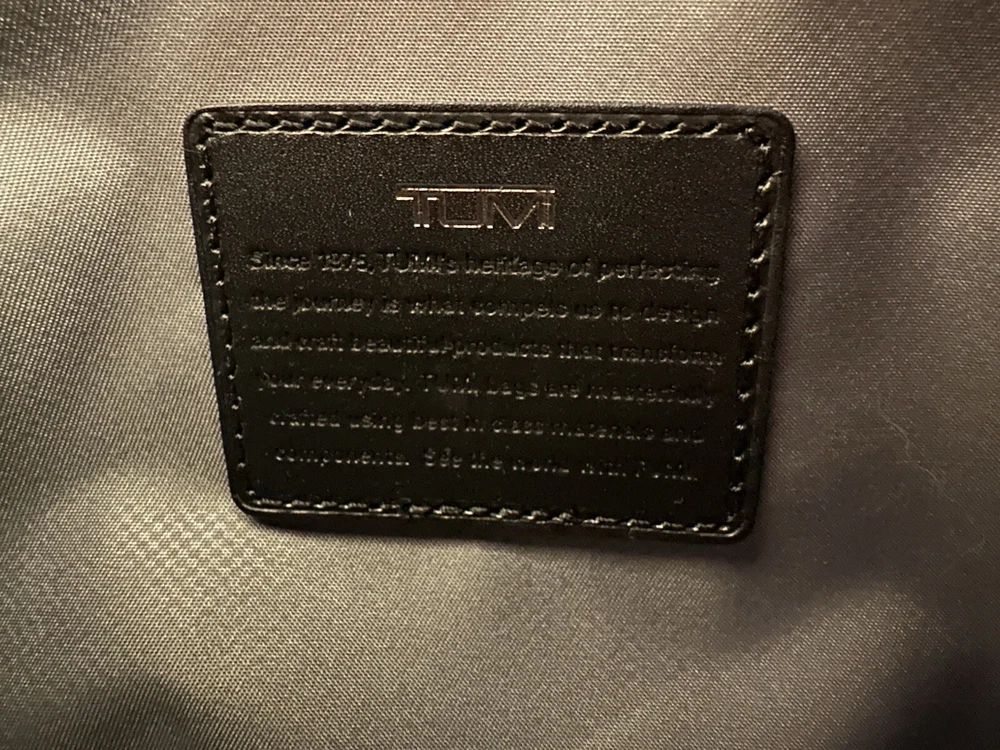 TUMI
Since 1975, TUMI's heritage of perfecting
the journey is what compels us to design
and craft beautiful products that transform
your everyday. TUMI bags are masterfully
crafted using best in class materials and
components. See the world with TUMI.